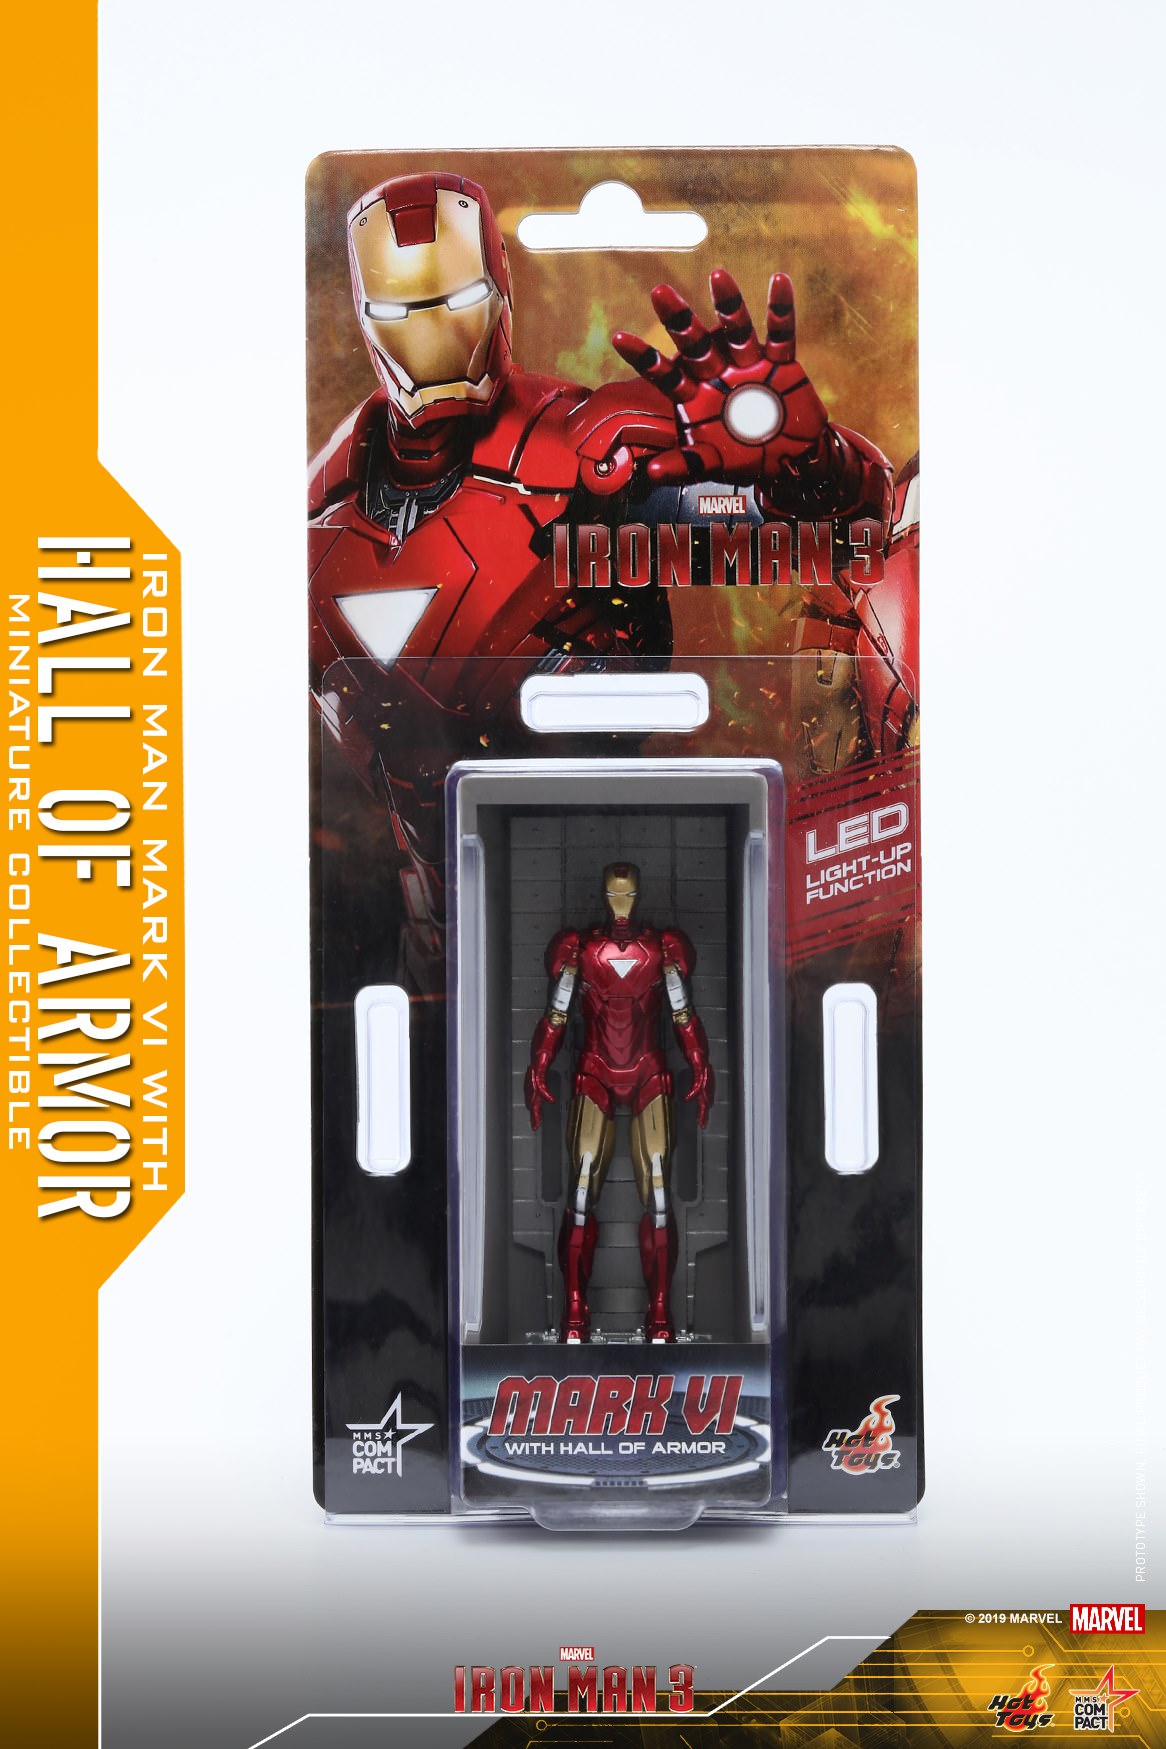 IRON MAN MARK VI WITH
HALL OF ARMOR
MINIATURE COLLECTIBLE
MARVEL
IRON MAN 3
LED
LIGHT-UP
FUNCTION
MARK VI
WITH HALL OF ARMOR
MMS
COM
PACT
Hot
Toys
© 2019 MARVEL
MARVEL
MARVEL
IRON MAN 3
Hot
Toys
MMS
COM
PACT
PROTOTYPE SHOWN